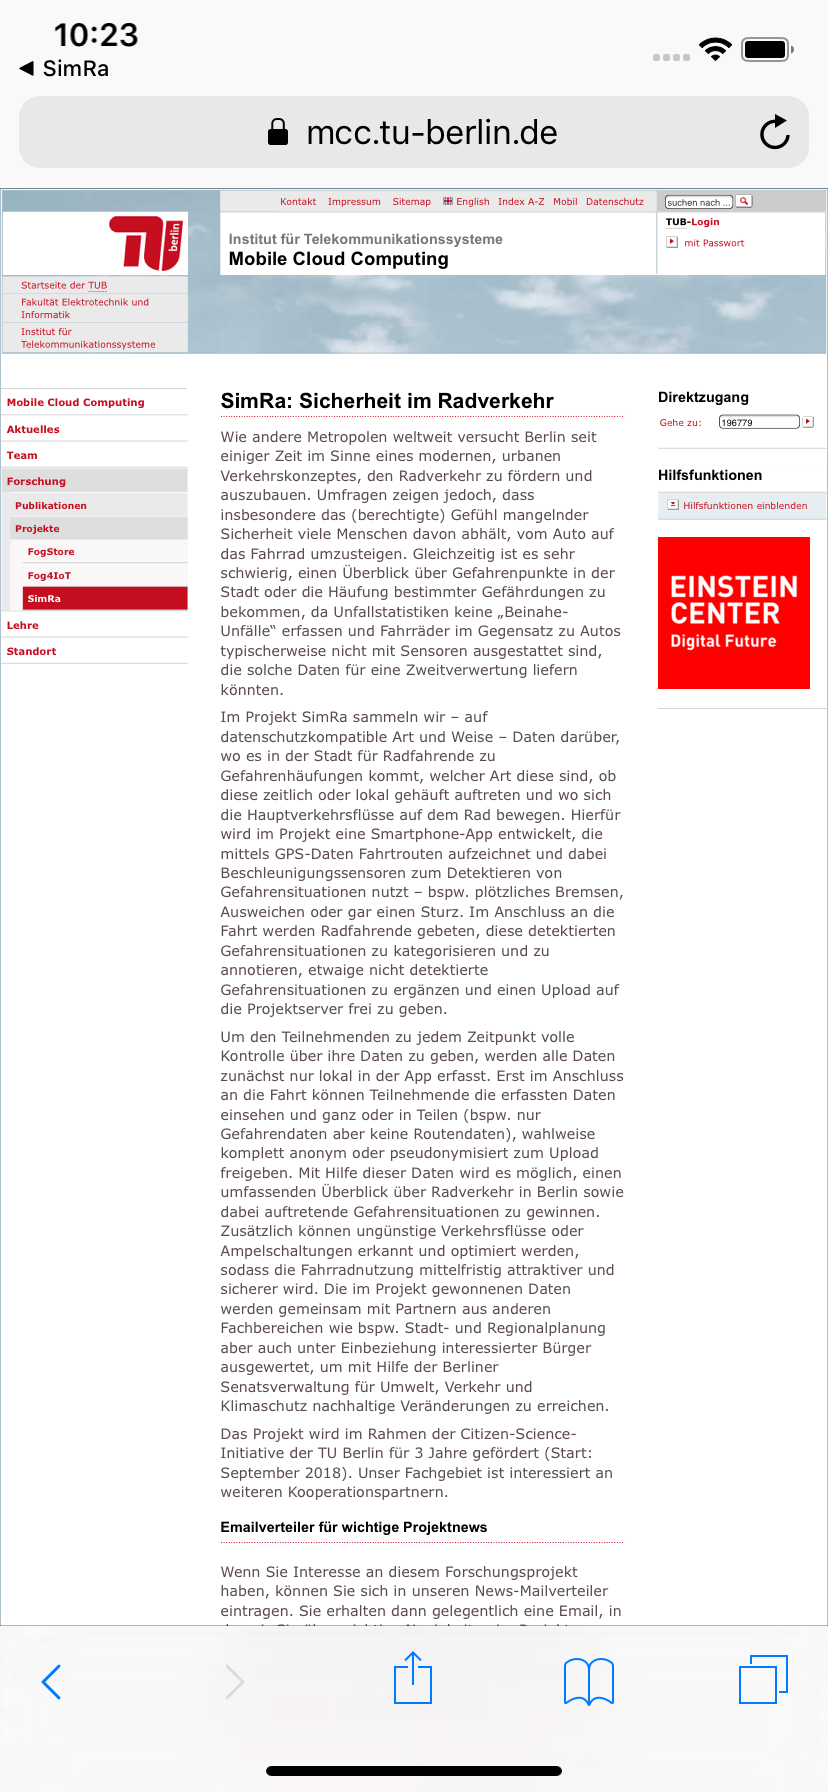 10:23
◀ SimRa
mcc.tu-berlin.de
Kontakt Impressum Sitemap English Index A-Z Mobil Datenschutz
suchen nach ...
TU berlin
Institut für Telekommunikationssysteme
Mobile Cloud Computing
TUB-Login
mit Passwort
Startseite der TUB
Fakultät Elektrotechnik und
Informatik
Institut für
Telekommunikationssysteme
Mobile Cloud Computing
Aktuelles
Team
Forschung
Publikationen
Projekte
FogStore
Fog4IoT
SimRa
Lehre
Standort
SimRa: Sicherheit im Radverkehr
Wie andere Metropolen weltweit versucht Berlin seit
einiger Zeit im Sinne eines modernen, urbanen
Verkehrskonzeptes, den Radverkehr zu fördern und
auszubauen. Umfragen zeigen jedoch, dass
insbesondere das (berechtigte) Gefühl mangelnder
Sicherheit viele Menschen davon abhält, vom Auto auf
das Fahrrad umzusteigen. Gleichzeitig ist es sehr
schwierig, einen Überblick über Gefahrenpunkte in der
Stadt oder die Häufung bestimmter Gefährdungen zu
bekommen, da Unfallstatistiken keine „Beinahe-
Unfälle“ erfassen und Fahrräder im Gegensatz zu Autos
typischerweise nicht mit Sensoren ausgestattet sind,
die solche Daten für eine Zweitverwertung liefern
könnten.
Im Projekt SimRa sammeln wir – auf
datenschutzkompatible Art und Weise – Daten darüber,
wo es in der Stadt für Radfahrende zu
Gefahrenhäufungen kommt, welcher Art diese sind, ob
diese zeitlich oder lokal gehäuft auftreten und wo sich
die Hauptverkehrsflüsse auf dem Rad bewegen. Hierfür
wird im Projekt eine Smartphone-App entwickelt, die
mittels GPS-Daten Fahrtrouten aufzeichnet und dabei
Beschleunigungssensoren zum Detektieren von
Gefahrensituationen nutzt – bspw. plötzliches Bremsen,
Ausweichen oder gar einen Sturz. Im Anschluss an die
Fahrt werden Radfahrende gebeten, diese detektierten
Gefahrensituationen zu kategorisieren und zu
annotieren, etwaige nicht detektierte
Gefahrensituationen zu ergänzen und einen Upload auf
die Projektserver frei zu geben.
Um den Teilnehmenden zu jedem Zeitpunkt volle
Kontrolle über ihre Daten zu geben, werden alle Daten
zunächst nur lokal in der App erfasst. Erst im Anschluss
an die Fahrt können Teilnehmende die erfassten Daten
einsehen und ganz oder in Teilen (bspw. nur
Gefahrendaten aber keine Routendaten), wahlweise
komplett anonym oder pseudonymisiert zum Upload
freigeben. Mit Hilfe dieser Daten wird es möglich, einen
umfassenden Überblick über Radverkehr in Berlin sowie
dabei auftretende Gefahrensituationen zu gewinnen.
Zusätzlich können ungünstige Verkehrsflüsse oder
Ampelschaltungen erkannt und optimiert werden,
sodass die Fahrradnutzung mittelfristig attraktiver und
sicherer wird. Die im Projekt gewonnenen Daten
werden gemeinsam mit Partnern aus anderen
Fachbereichen wie bspw. Stadt- und Regionalplanung
aber auch unter Einbeziehung interessierter Bürger
ausgewertet, um mit Hilfe der Berliner
Senatsverwaltung für Umwelt, Verkehr und
Klimaschutz nachhaltige Veränderungen zu erreichen.
Das Projekt wird im Rahmen der Citizen-Science-
Initiative der TU Berlin für 3 Jahre gefördert (Start:
September 2018). Unser Fachgebiet ist interessiert an
weiteren Kooperationspartnern.
Emailverteiler für wichtige Projektnews
Wenn Sie Interesse an diesem Forschungsprojekt
haben, können Sie sich in unseren News-Mailverteiler
eintragen. Sie erhalten dann gelegentlich eine Email, in
Direktzugang
Gehe zu: 196779
Hilfsfunktionen
Hilfsfunktionen einblenden
EINSTEIN
CENTER
Digital Future